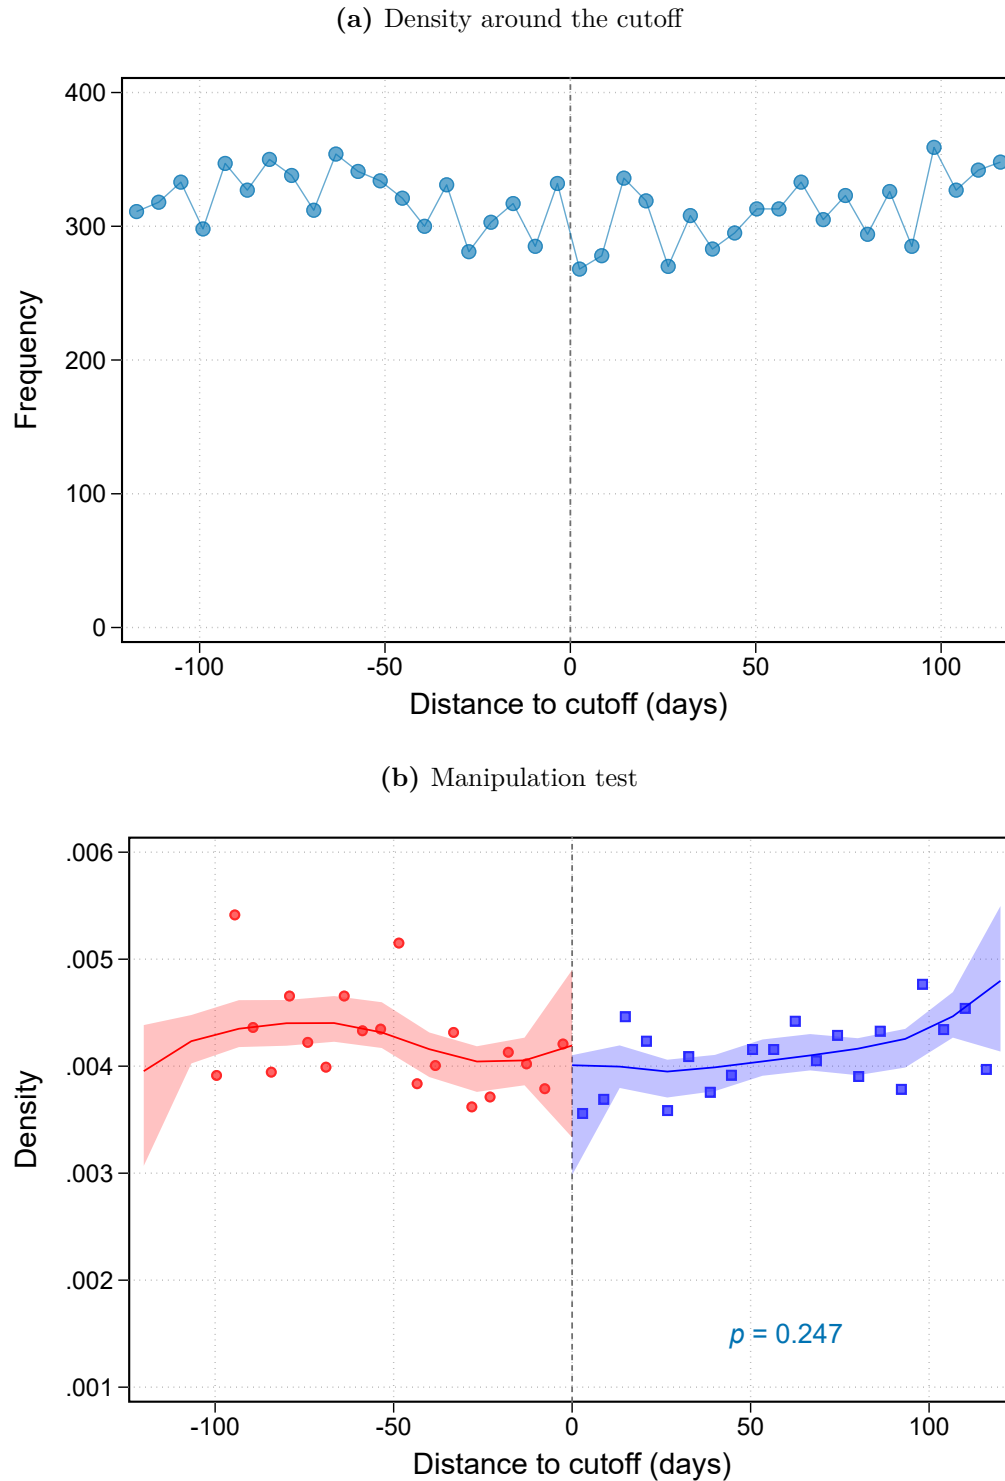 (a) Density around the cutoff
400
300
200
100
0
Frequency
-100 -50 0 50 100
Distance to cutoff (days)
(b) Manipulation test
.006
.005
.004
.003
.002
.001
Density
p = 0.247
-100 -50 0 50 100
Distance to cutoff (days)